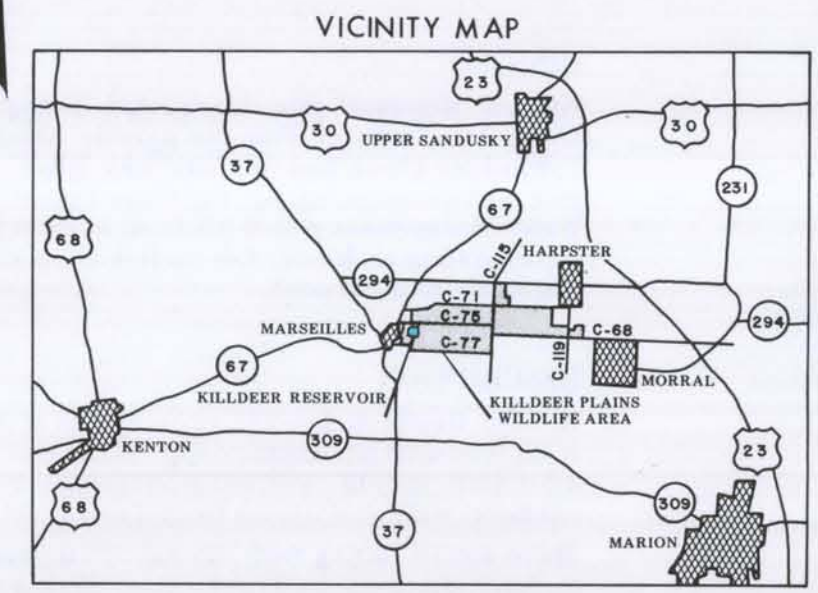 VICINITY MAP
23
30
UPPER SANDUSKY
30
37
67
231
68
C-115
HARPSTER
294
C-71
C-75
MARSEILLES
C-77
C-68
294
67
C-119
MORRAL
KILLDEER RESERVOIR
KILLDEER PLAINS
WILDLIFE AREA
KENTON
309
23
68
309
37
MARION